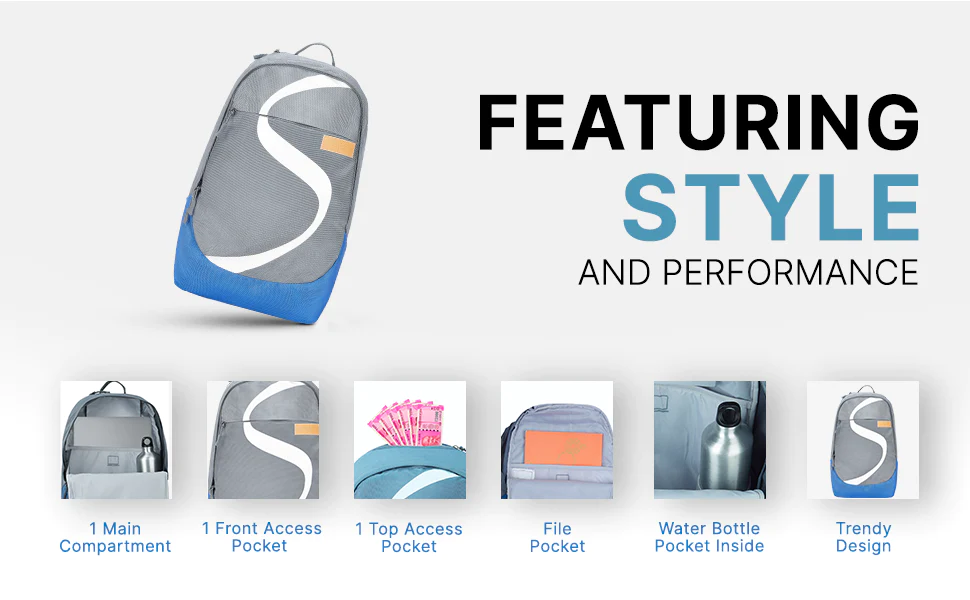 FEATURING
STYLE
AND PERFORMANCE
1 Main
Compartment
1 Front Access
Pocket
1 Top Access
Pocket
File
Pocket
Water Bottle
Pocket Inside
Trendy
Design